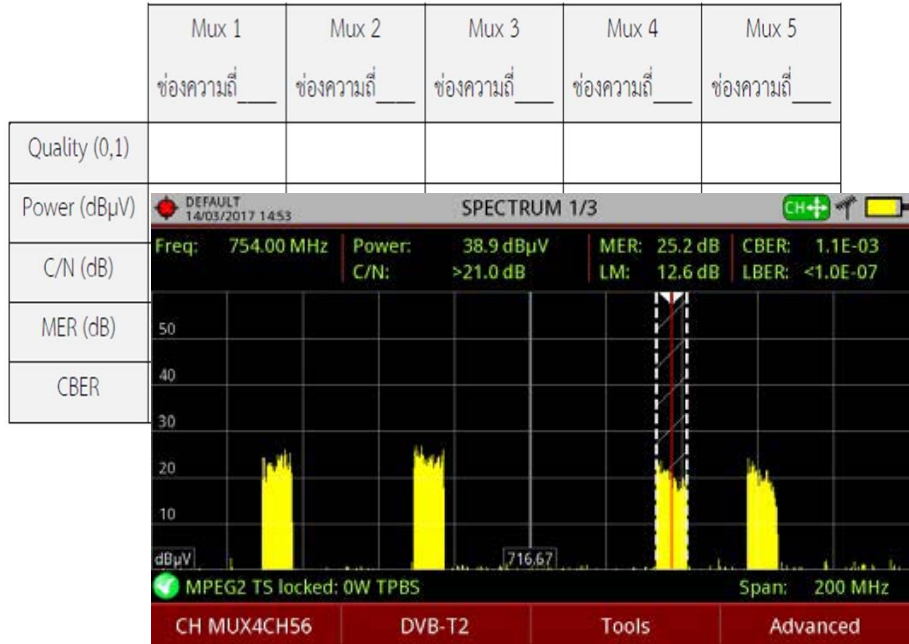 Mux 1 Mux 2 Mux 3 Mux 4 Mux 5
ช่องความถี่____ ช่องความถี่____ ช่องความถี่____ ช่องความถี่____ ช่องความถี่____
Quality (0,1)
Power (dBµV)
C/N (dB)
MER (dB)
CBER
DEFAULT
14/03/2017 14:53
SPECTRUM 1/3
CH
Freq: 754.00 MHz Power: 38.9 dBµV MER: 25.2 dB CBER: 1.1E-03
C/N: >21.0 dB LM: 12.6 dB LBER: <1.0E-07
50
40
30
20
10
dBµV 716.67
MPEG2 TS locked: 0W TPBS Span: 200 MHz
CH MUX4CH56 DVB-T2 Tools Advanced